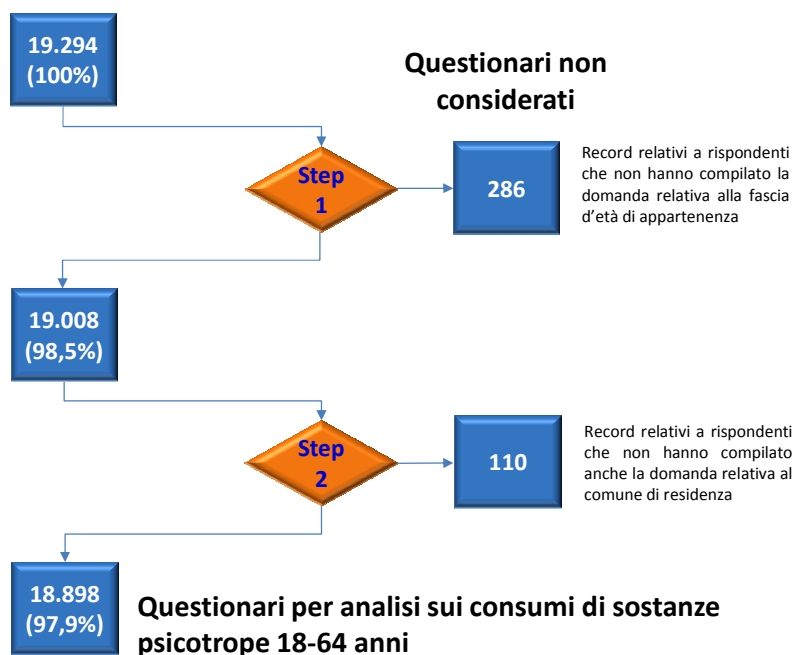 19.294
(100%)
Questionari non
considerati
Step
1
286
Record relativi a rispondenti
che non hanno compilato la
domanda relativa alla fascia
d'età di appartenenza
19.008
(98,5%)
Step
2
110
Record relativi a rispondenti
che non hanno compilato
anche la domanda relativa al
comune di residenza
18.898
(97,9%)
Questionari per analisi sui consumi di sostanze
psicotrope 18-64 anni